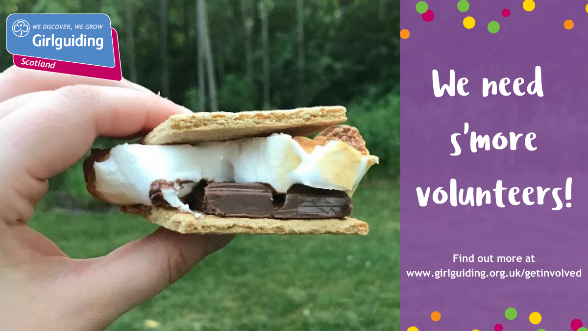 WE DISCOVER, WE GROW
Girlguiding
Scotland
We need
s'more
volunteers!
Find out more at
www.girlguiding.org.uk/getinvolved